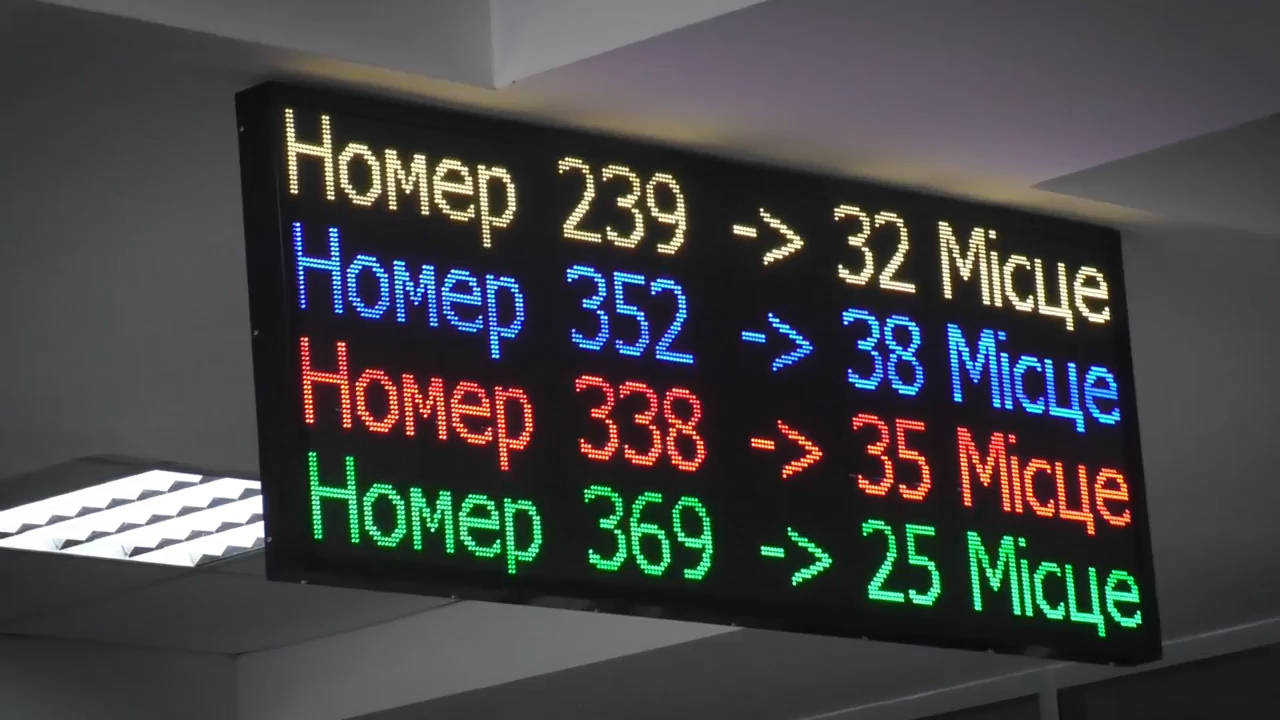 Номер 239 -> 32 Місце
Номер 352 -> 38 Місце
Номер 338 -> 35 Місце
Номер 369 -> 25 Місце